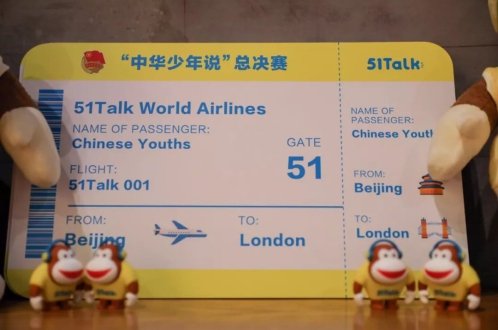 “中华少年说”总决赛
51Talk World Airlines
NAME OF PASSENGER:
Chinese Youths
GATE
51
FLIGHT:
51Talk 001
FROM:
Beijing
TO:
London
51Talk
NAME OF
PASSENGER:
Chinese Youth
FROM:
Beijing
TO:
London